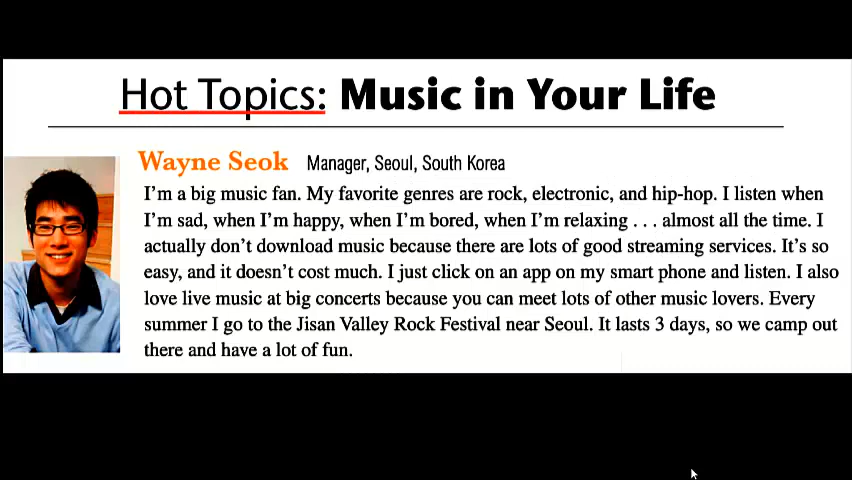 Hot Topics: Music in Your Life
Wayne Seok Manager, Seoul, South Korea
I'm a big music fan. My favorite genres are rock, electronic, and hip-hop. I listen when
I'm sad, when I'm happy, when I'm bored, when I'm relaxing . . . almost all the time. I
actually don't download music because there are lots of good streaming services. It's so
easy, and it doesn't cost much. I just click on an app on my smart phone and listen. I also
love live music at big concerts because you can meet lots of other music lovers. Every
summer I go to the Jisan Valley Rock Festival near Seoul. It lasts 3 days, so we camp out
there and have a lot of fun.